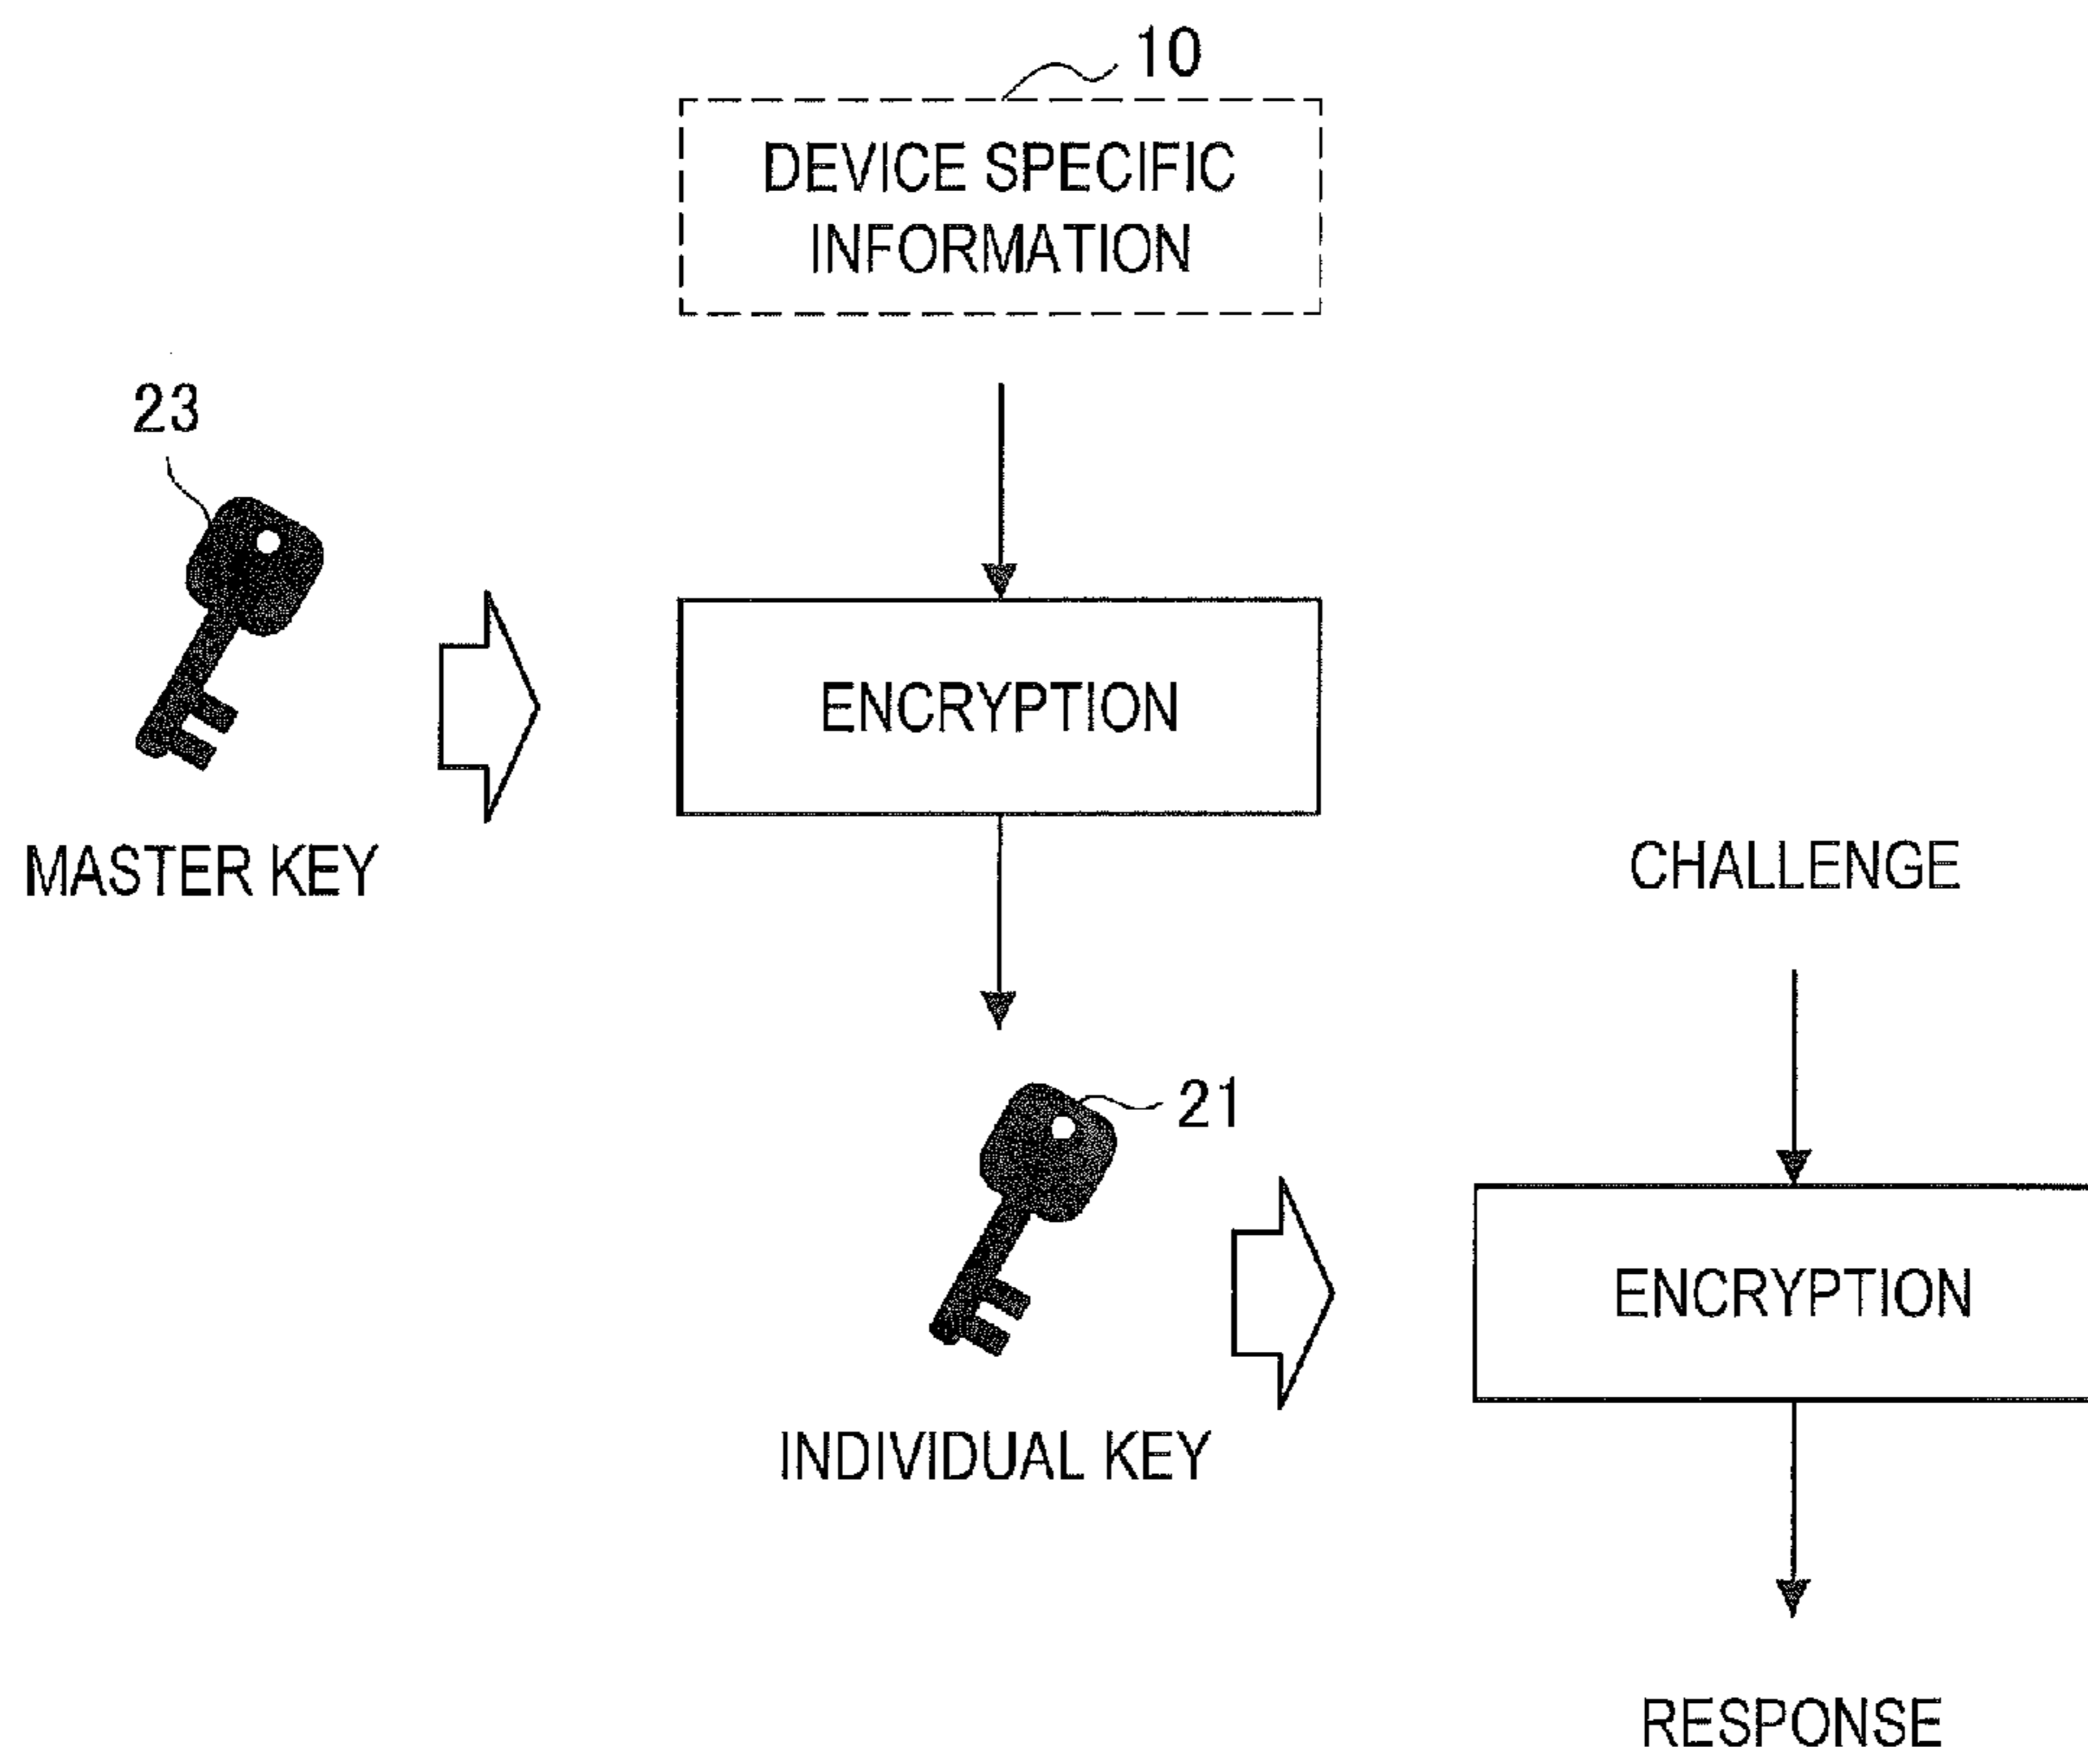 10
DEVICE SPECIFIC
INFORMATION
23
ENCRYPTION
MASTER KEY
CHALLENGE
21
ENCRYPTION
INDIVIDUAL KEY
RESPONSE